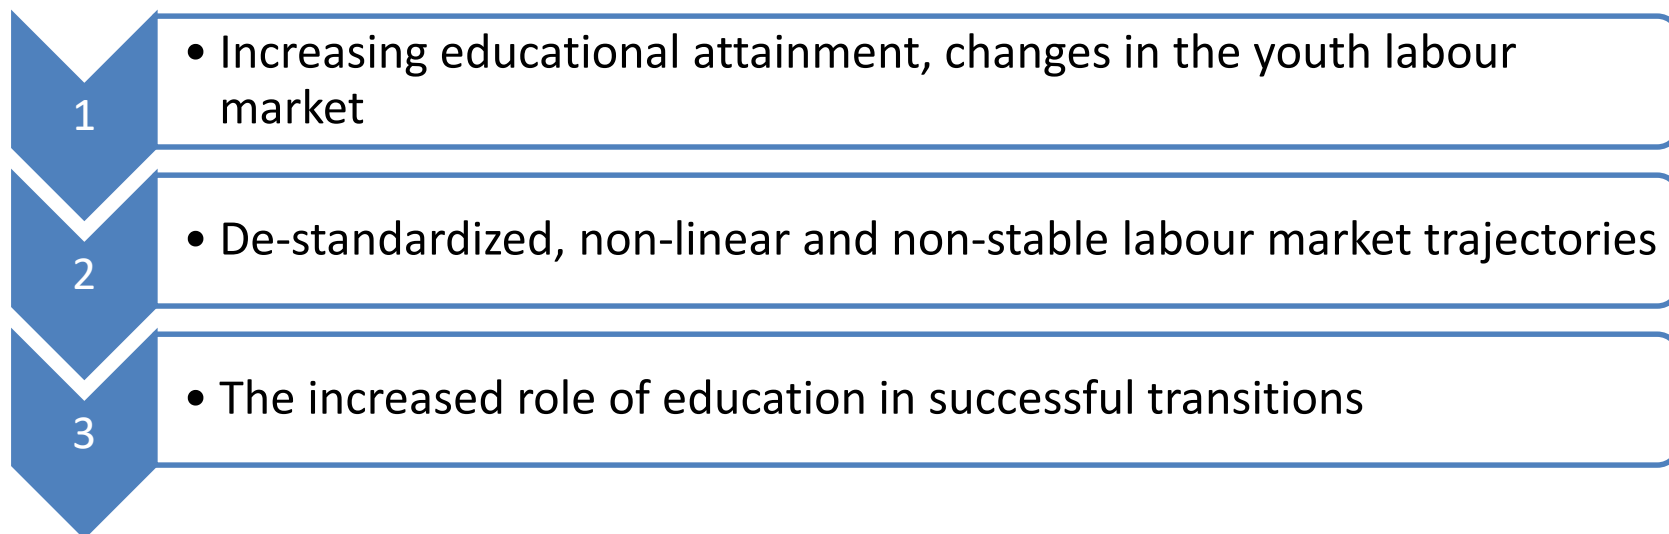 1
• Increasing educational attainment, changes in the youth labour
market
2
• De-standardized, non-linear and non-stable labour market trajectories
3
• The increased role of education in successful transitions